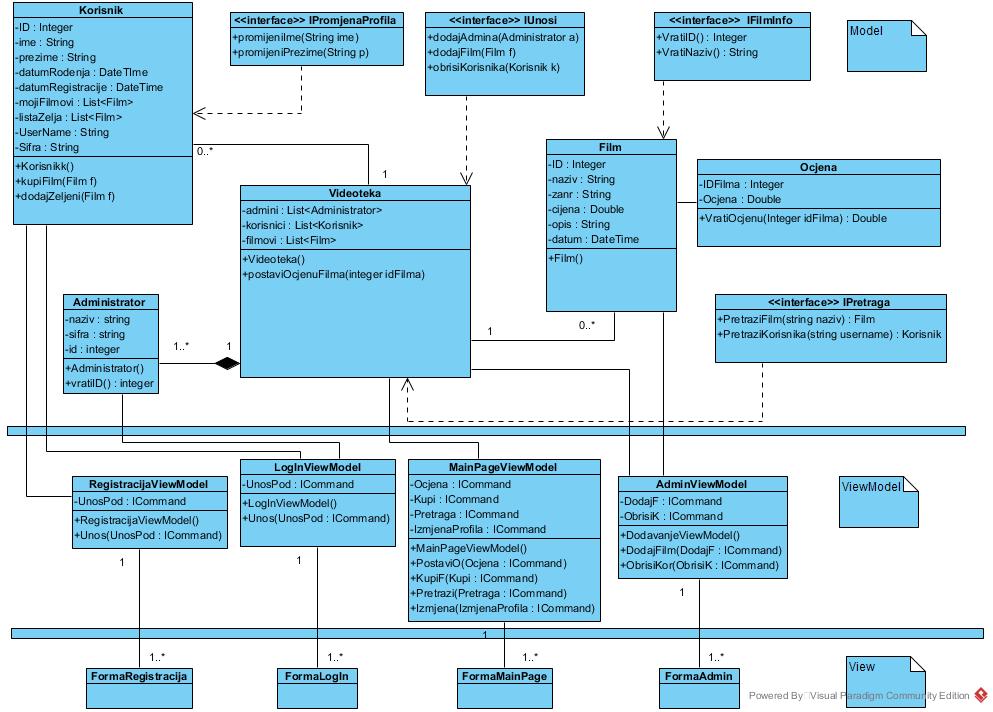 Korisnik
-ID : Integer
-ime : String
-prezime : String
-datumRodenja : DateTIme
-datumRegistracije : DateTime
-mojiFilmovi : List<Film>
-listaZelja : List<Film>
-UserName : String
-Sifra : String
+Korisnikk()
+kupiFilm(Film f)
+dodajZeljeni(Film f)
<<interface>> IPromjenaProfila
+promijeniIme(String ime)
+promijeniPrezime(String p)
<<interface>> IUnosi
+dodajAdmina(Administrator a)
+dodajFilm(Film f)
+obrisiKorisnika(Korisnik k)
<<interface>> IFilmInfo
+VratiID() : Integer
+VratiNaziv() : String
Model
0..*
1
Videoteka
-admini : List<Administrator>
-korisnici : List<Korisnik>
-filmovi : List<Film>
+Videoteka()
+postaviOcjenuFilma(integer idFilma)
Film
-ID : Integer
-naziv : String
-zanr : String
-cijena : Double
-opis : String
-datum : DateTime
+Film()
Ocjena
-IDFilma : Integer
-Ocjena : Double
+VratiOcjenu(Integer idFilma) : Double
Administrator
-naziv : string
-sifra : string
-id : integer
+Administrator()
+vratiID() : integer
1..*
1
1
0..*
<<interface>> IPretraga
+PretraziFilm(string naziv) : Film
+PretraziKorisnika(string username) : Korisnik
RegistracijaViewModel
-UnosPod : ICommand
+RegistracijaViewModel()
+Unos(UnosPod : ICommand)
LogInViewModel
-UnosPod : ICommand
+LogInViewModel()
+Unos(UnosPod : ICommand)
MainPageViewModel
-Ocjena : ICommand
-Kupi : ICommand
-Pretraga : ICommand
-IzmjenaProfila : ICommand
+MainPageViewModel()
+PostaviO(Ocjena : ICommand)
+KupiF(Kupi : ICommand)
+Pretrazi(Pretraga : ICommand)
+Izmjena(IzmjenaProfila : ICommand)
AdminViewModel
-DodajF : ICommand
-ObrisiK : ICommand
+DodavanjeViewModel()
+DodajFilm(DodajF : ICommand)
+ObrisiKor(ObrisiK : ICommand)
ViewModel
1
1
1
1
1..*
1..*
1..*
1..*
FormaRegistracija
FormaLogIn
FormaMainPage
FormaAdmin
View
Powered By Visual Paradigm Community Edition